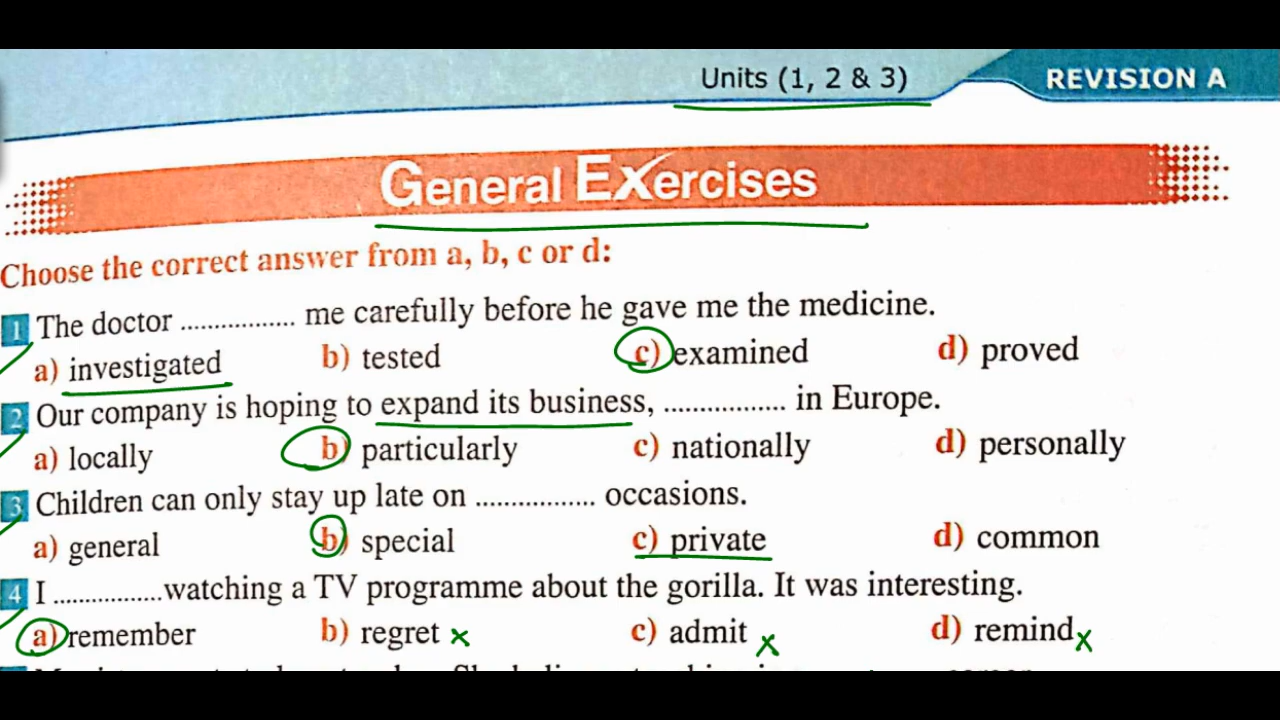 Units (1, 2 & 3)
REVISION A
General Exercises
Choose the correct answer from a, b, c or d:
1 The doctor ................. me carefully before he gave me the medicine.
a) investigated b) tested c) examined d) proved
2 Our company is hoping to expand its business, .................. in Europe.
a) locally b) particularly c) nationally d) personally
3 Children can only stay up late on .................. occasions.
a) general b) special c) private d) common
4 I ................watching a TV programme about the gorilla. It was interesting.
a) remember b) regret x c) admit x d) remind x